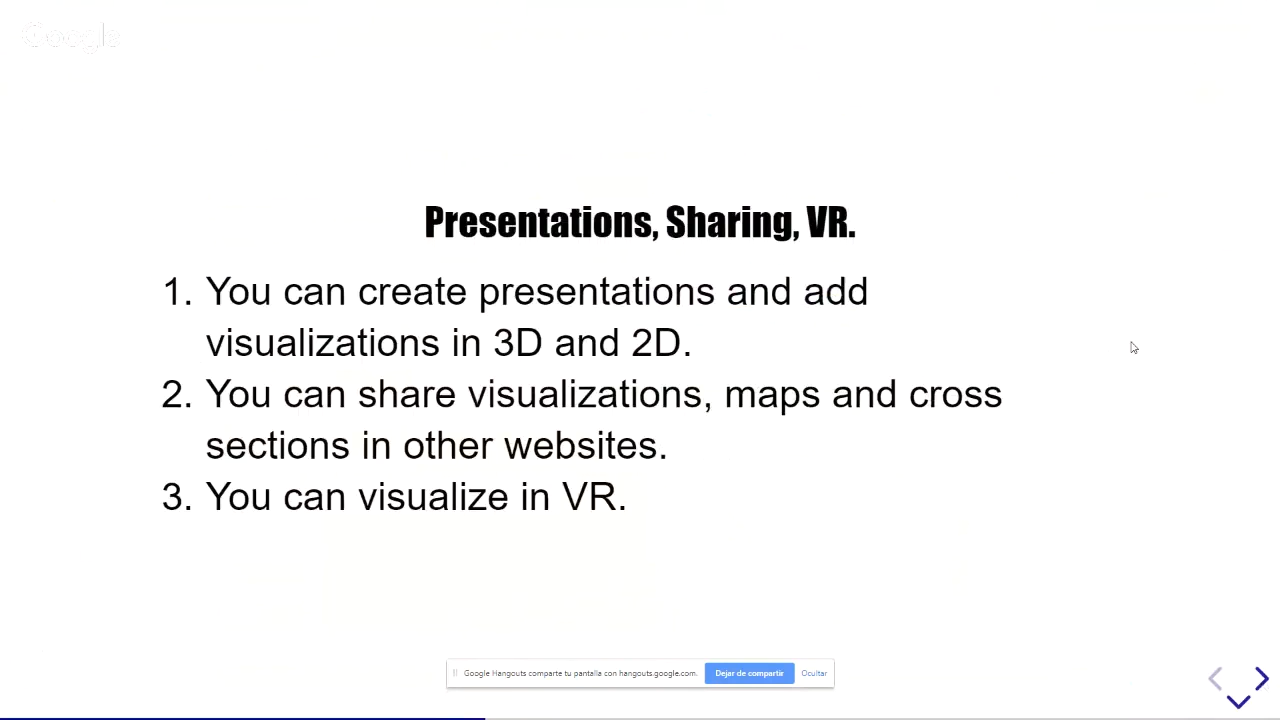 Google
Presentations, Sharing, VR.
1. You can create presentations and add
visualizations in 3D and 2D.
2. You can share visualizations, maps and cross
sections in other websites.
3. You can visualize in VR.
Google Hangouts comparte tu pantalla con hangouts.google.com. Dejar de compartir Ocultar